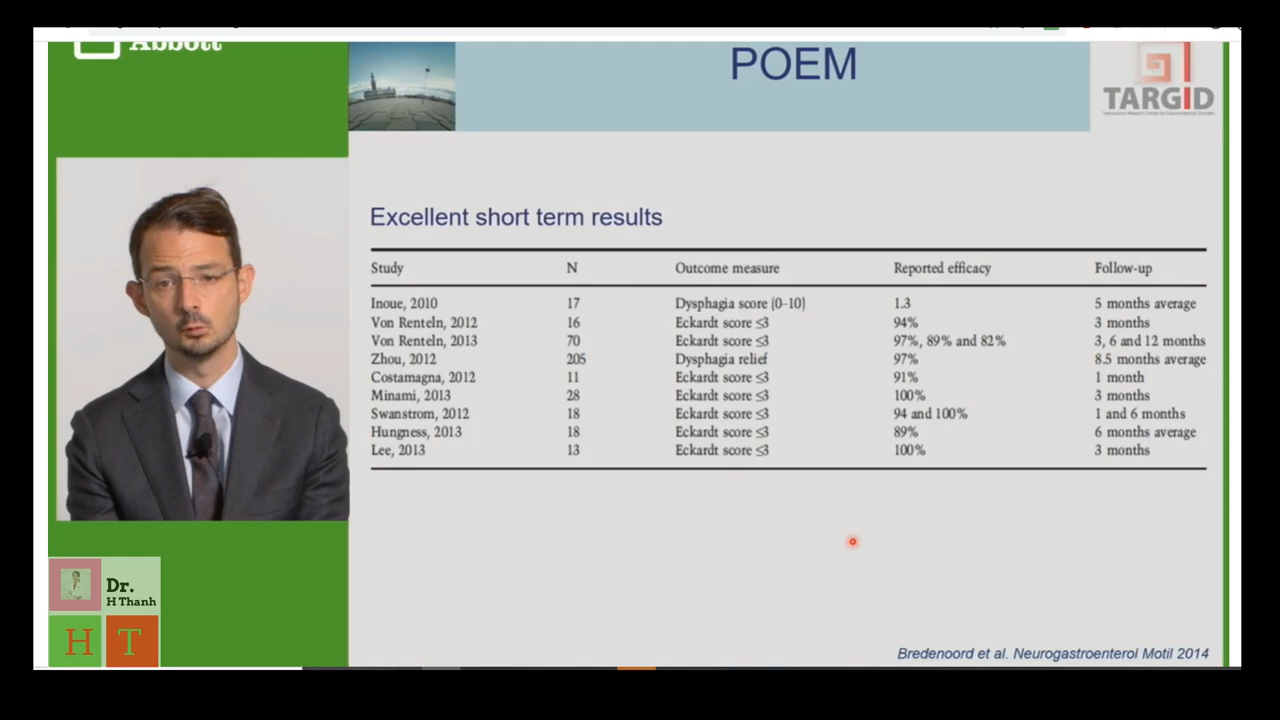 Abbott
POEM
TARGID
Excellent short term results
Study N Outcome measure Reported efficacy Follow-up
Inoue, 2010 17 Dysphagia score (0–10) 1.3 5 months average
Von Renteln, 2012 16 Eckardt score ≤3 94% 3 months
Von Renteln, 2013 70 Eckardt score ≤3 97%, 89% and 82% 3, 6 and 12 months
Zhou, 2012 205 Dysphagia relief 97% 8.5 months average
Costamagna, 2012 11 Eckardt score ≤3 91% 1 month
Minami, 2013 28 Eckardt score ≤3 100% 3 months
Swanstrom, 2012 18 Eckardt score ≤3 94 and 100% 1 and 6 months
Hungness, 2013 18 Eckardt score ≤3 89% 6 months average
Lee, 2013 13 Eckardt score ≤3 100% 3 months
Dr.
H Thanh
H T
Bredenoord et al. Neurogastroenterol Motil 2014